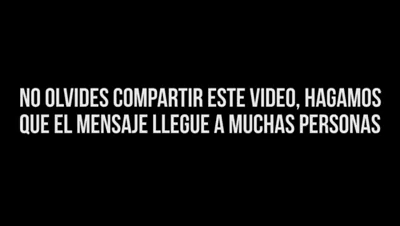 NO OLVIDES COMPARTIR ESTE VIDEO, HAGAMOS
QUE EL MENSAJE LLEGUE A MUCHAS PERSONAS